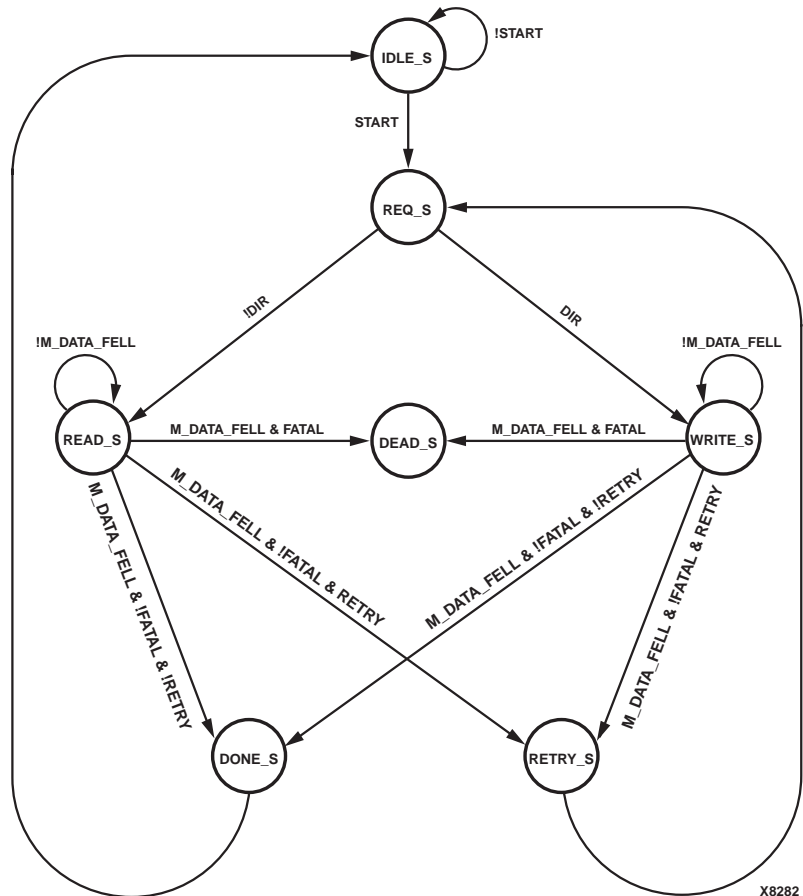 !START
IDLE_S
START
REQ_S
!DIR
DIR
!M_DATA_FELL
!M_DATA_FELL
READ_S
M_DATA_FELL & FATAL
DEAD_S
M_DATA_FELL & FATAL
WRITE_S
M_DATA_FELL & !FATAL & !RETRY
M_DATA_FELL & !FATAL & RETRY
M_DATA_FELL & !FATAL & !RETRY
M_DATA_FELL & !FATAL & RETRY
DONE_S
RETRY_S
X8282